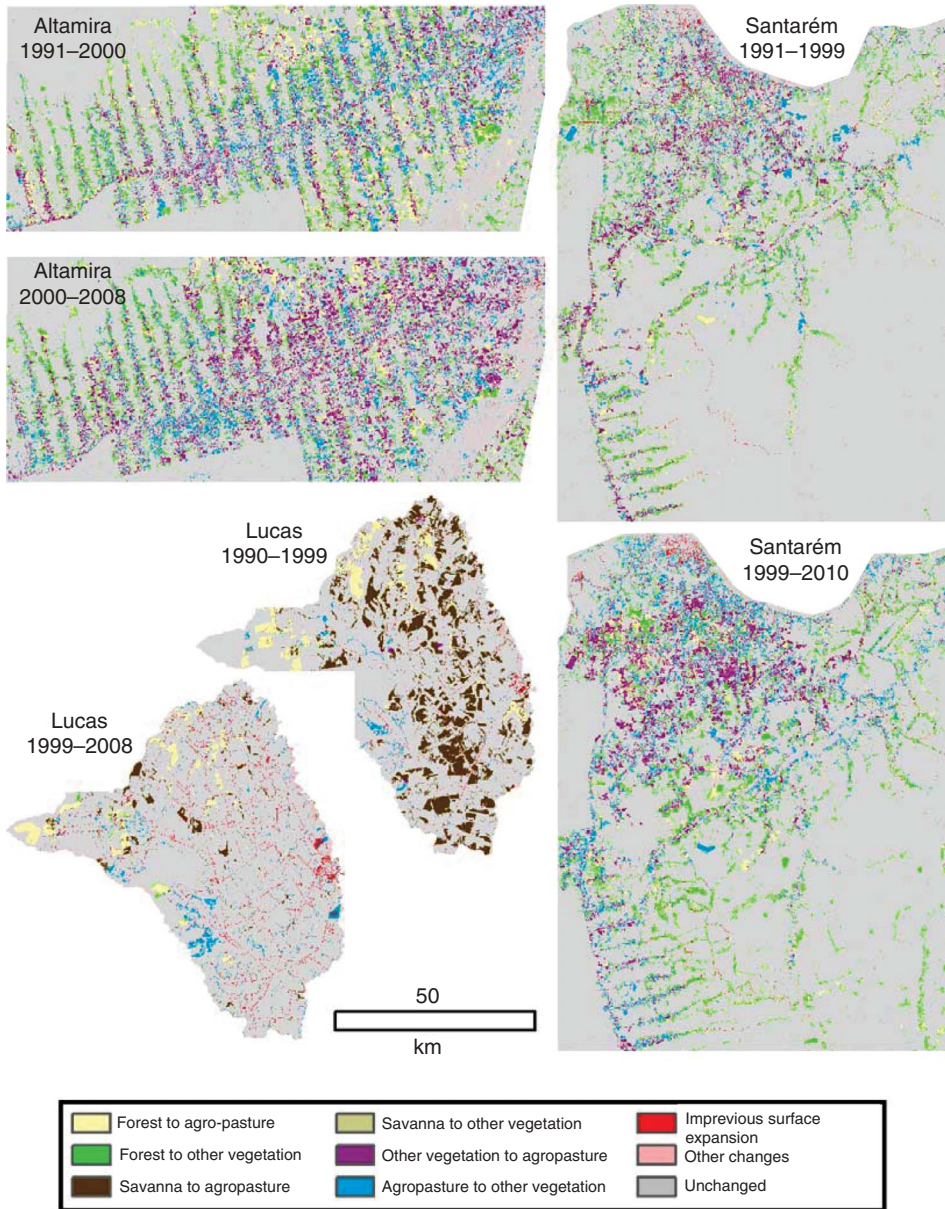 Altamira
1991–2000
Santarém
1991–1999
Altamira
2000–2008
Lucas
1990–1999
Santarém
1999–2010
Lucas
1999–2008
50
km
Forest to agro-pasture
Forest to other vegetation
Savanna to agropasture
Savanna to other vegetation
Other vegetation to agropasture
Agropasture to other vegetation
Imprevious surface
expansion
Other changes
Unchanged